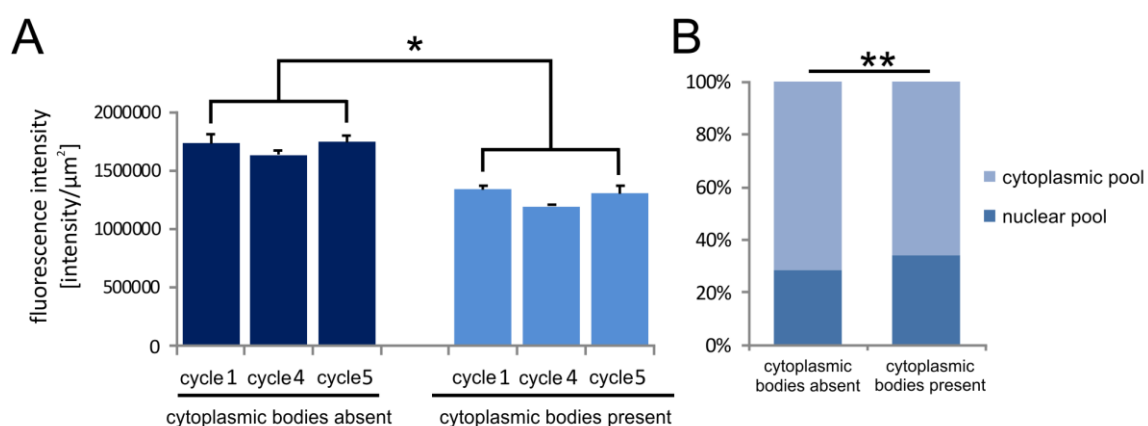 A
*
fluorescence intensity
[intensity/µm²]
2000000
1500000
1000000
500000
0
cycle 1 cycle 4 cycle 5
cycle 1 cycle 4 cycle 5
cytoplasmic bodies absent
cytoplasmic bodies present
B
**
100%
80%
60%
40%
20%
0%
cytoplasmic
bodies absent
cytoplasmic
bodies present
cytoplasmic pool
nuclear pool